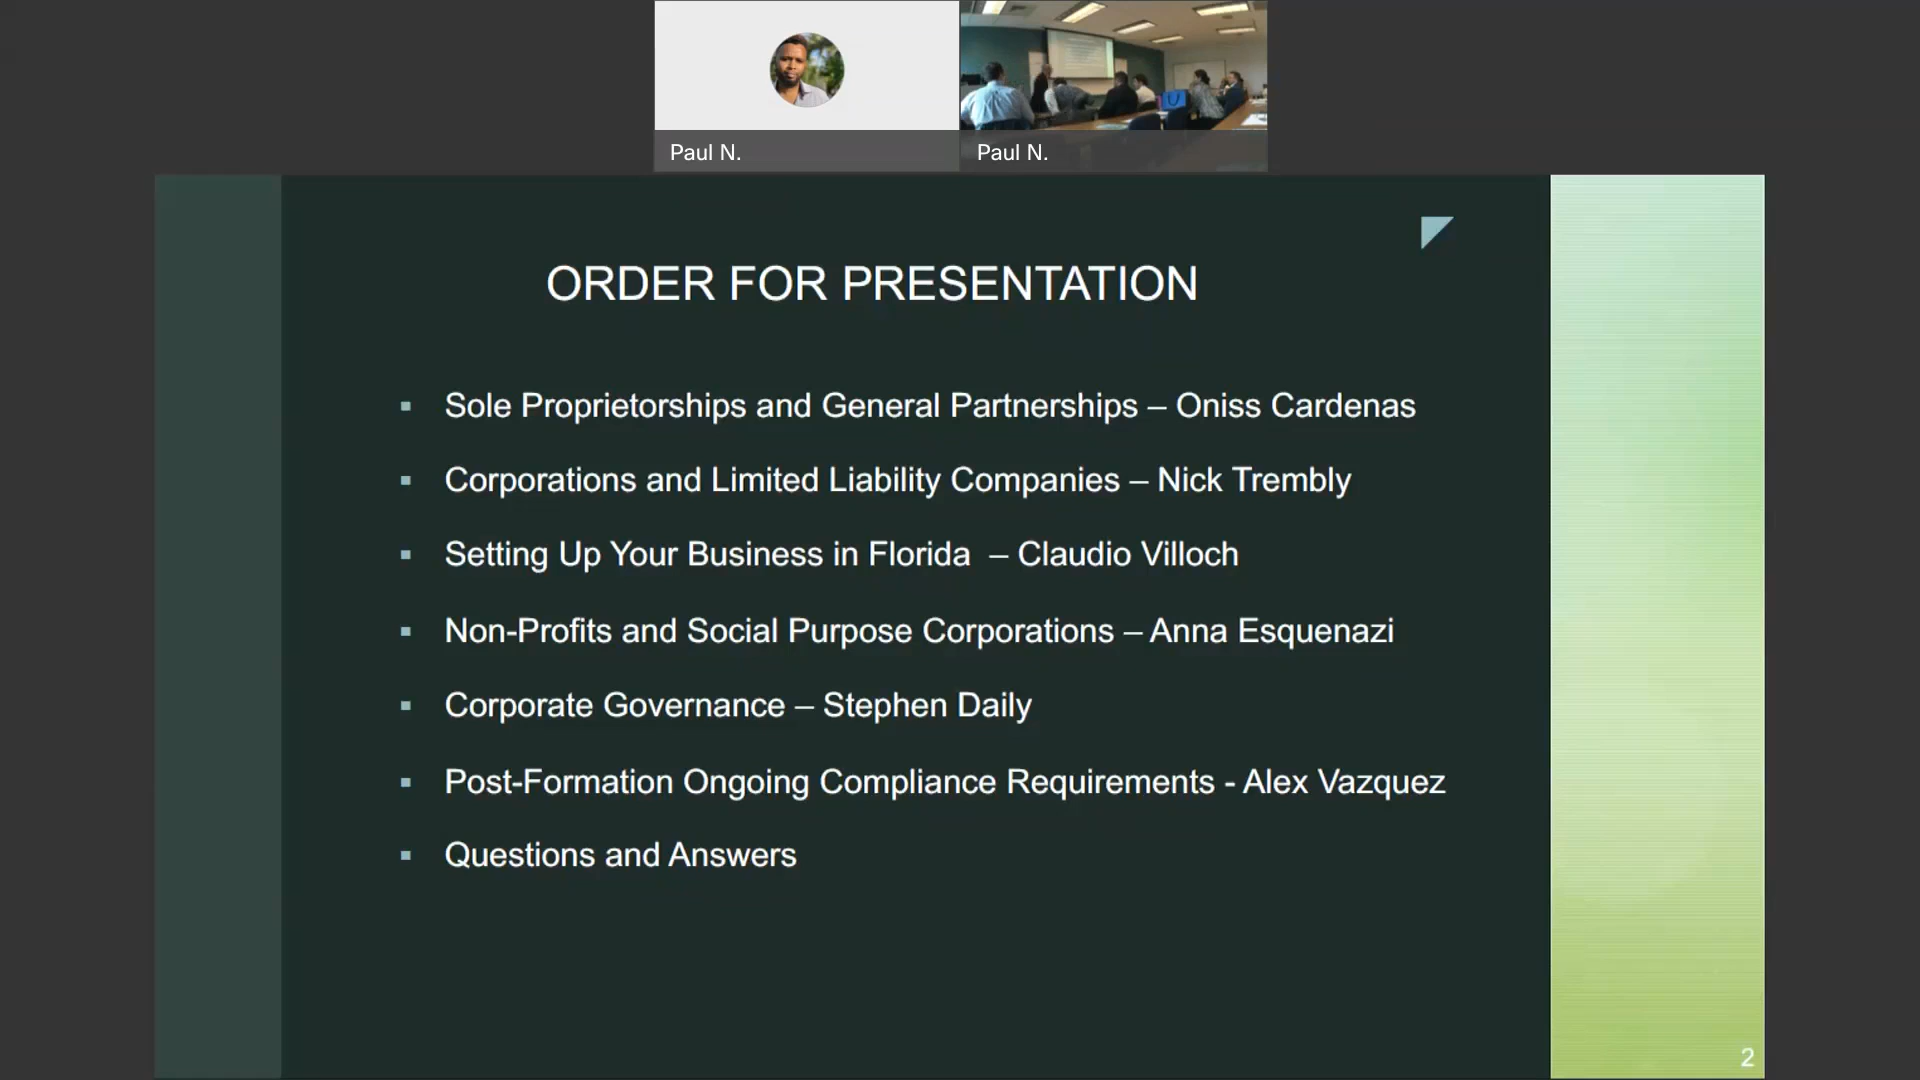 Paul N.
Paul N.
ORDER FOR PRESENTATION
▪ Sole Proprietorships and General Partnerships – Oniss Cardenas
▪ Corporations and Limited Liability Companies – Nick Trembly
▪ Setting Up Your Business in Florida  – Claudio Villoch
▪ Non-Profits and Social Purpose Corporations – Anna Esquenazi
▪ Corporate Governance – Stephen Daily
▪ Post-Formation Ongoing Compliance Requirements - Alex Vazquez
▪ Questions and Answers
2